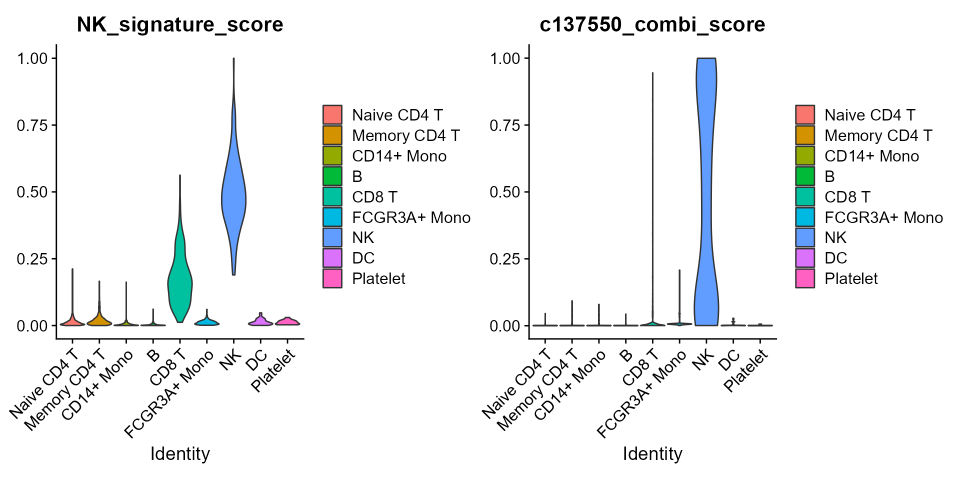 NK_signature_score
1.00
0.75
0.50
0.25
0.00
Naive CD4 T
Memory CD4 T
CD14+ Mono
B
CD8 T
FCGR3A+ Mono
NK
DC
Platelet
Identity
Naive CD4 T
Memory CD4 T
CD14+ Mono
B
CD8 T
FCGR3A+ Mono
NK
DC
Platelet
c137550_combi_score
1.00
0.75
0.50
0.25
0.00
Naive CD4 T
Memory CD4 T
CD14+ Mono
B
CD8 T
FCGR3A+ Mono
NK
DC
Platelet
Identity
Naive CD4 T
Memory CD4 T
CD14+ Mono
B
CD8 T
FCGR3A+ Mono
NK
DC
Platelet